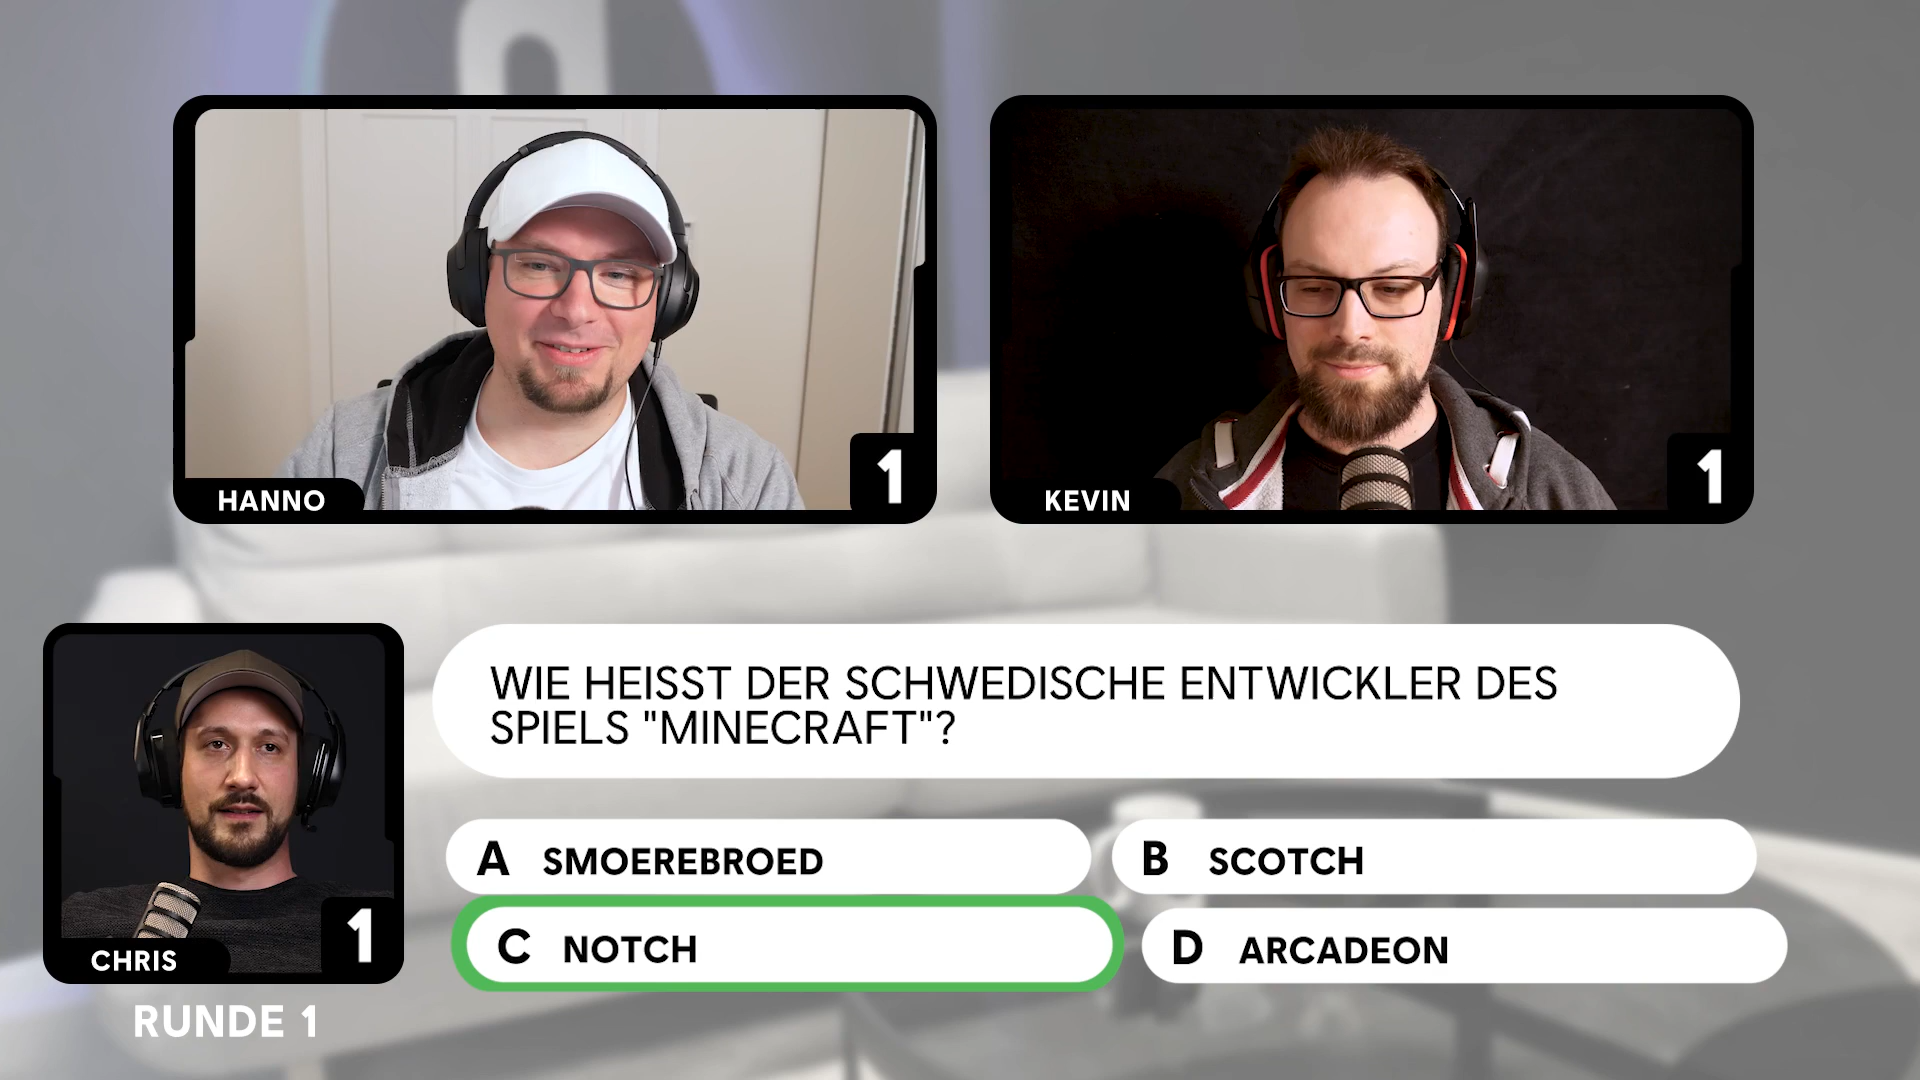 HANNO
1
KEVIN
1
WIE HEISST DER SCHWEDISCHE ENTWICKLER DES
SPIELS "MINECRAFT"?
A SMOEREBROED
B SCOTCH
C NOTCH
D ARCADEON
CHRIS
1
RUNDE 1